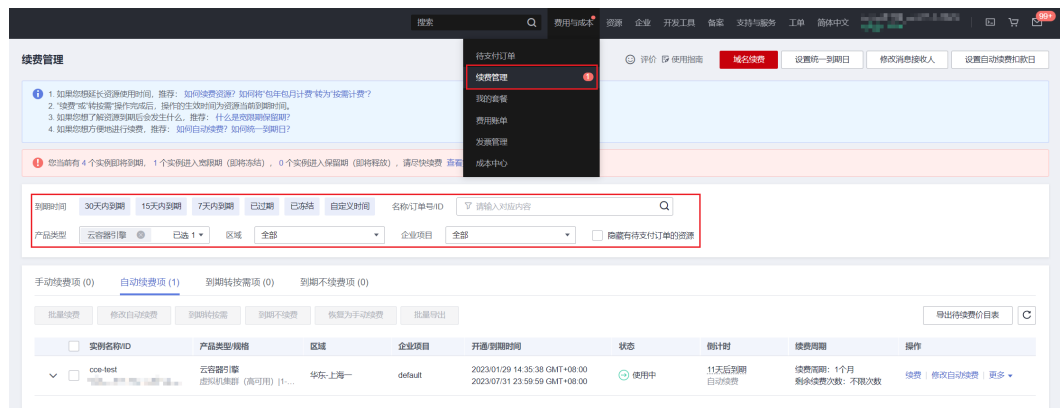 搜索 费用与成本 资源 企业 开发工具 备案 支持与服务 工单 简体中文 99+
续费管理 评价 使用指南 域名续费 设置统一到期日 修改消息接收人 设置自动续费扣款日
待支付订单
续费管理 1
我的套餐
费用账单
发票管理
成本中心
1. 如果您想延长资源使用时间，推荐： 如何续费资源？如何将“包年包月计费”转为“按需计费”？
2. “续费”或“转按需”操作完成后，操作的生效时间为资源当前到期时间。
3. 如果您想了解资源到期后会发生什么，推荐： 什么是宽限期保留期？
4. 如果您想方便地进行续费，推荐： 如何自动续费？如何统一到期日？
您当前有 4 个实例即将到期， 1 个实例进入宽限期（即将冻结）， 0 个实例进入保留期（即将释放），请尽快续费 查看
到期时间 30天内到期 15天内到期 7天内到期 已过期 已冻结 自定义时间 名称/订单号/ID 请输入对应内容
产品类型 云容器引擎 已选 1 区域 全部 企业项目 全部 隐藏有待支付订单的资源
手动续费项 (0) 自动续费项 (1) 到期转按需项 (0) 到期不续费项 (0)
批量续费 修改自动续费 到期转按需 到期不续费 恢复为手动续费 批量导出 导出待续费价目表
实例名称/ID 产品类型/规格 区域 企业项目 开通/到期时间 状态 倒计时 续费周期 操作
cce-test 云容器引擎 华东-上海一 default 2023/01/29 14:35:38 GMT+08:00 使用中 11天后到期 续费周期： 1个月 续费 修改自动续费 更多
虚拟机集群（高可用）|1-... 2023/07/31 23:59:59 GMT+08:00 自动续费 剩余续费次数： 不限次数